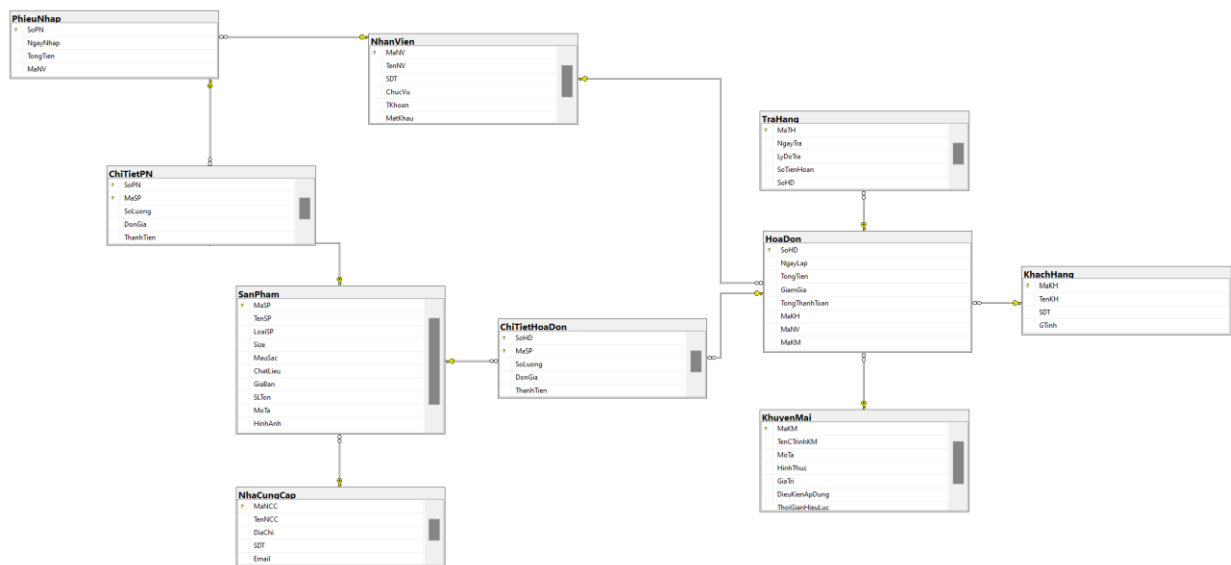 PhieuNhap
SoPN
NgayNhap
TongTien
MaNV
NhanVien
MaNV
TenNV
SDT
ChucVu
TKhoan
MatKhau
TraHang
MaTH
NgayTra
LyDoTra
SoTienHoan
SoHD
ChiTietPN
SoPN
MaSP
SoLuong
DonGia
ThanhTien
HoaDon
SoHD
NgayLap
TongTien
GiamGia
TongThanhToan
MaKH
MaNV
MaKM
KhachHang
MaKH
TenKH
SDT
GTinh
SanPham
MaSP
TenSP
LoaiSP
Size
MauSac
ChatLieu
GiaBan
SLTon
MoTa
HinhAnh
ChiTietHoaDon
SoHD
MaSP
SoLuong
DonGia
ThanhTien
KhuyenMai
MaKM
TenCTrinhKM
MoTa
HinhThuc
GiaTri
DieuKienApDung
ThoiGianHieuLuc
NhaCungCap
MaNCC
TenNCC
DiaChi
SDT
Email